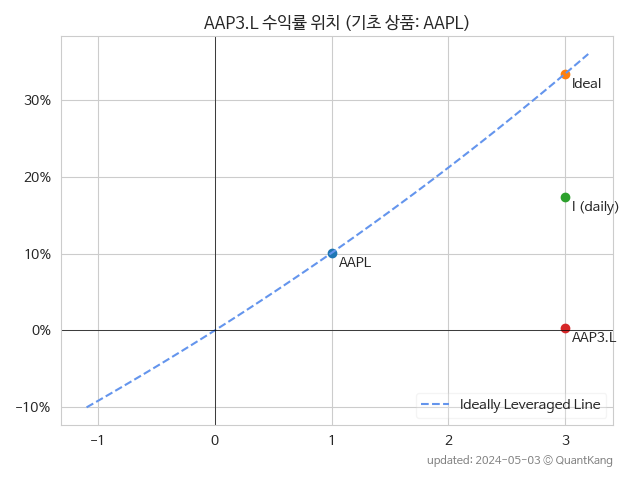 AAP3.L 수익률 위치 (기초 상품: AAPL)
30%
Ideal
20%
I (daily)
10%
AAPL
0%
AAP3.L
−10%
Ideally Leveraged Line
−1
0
1
2
3
updated: 2024-05-03 © QuantKang